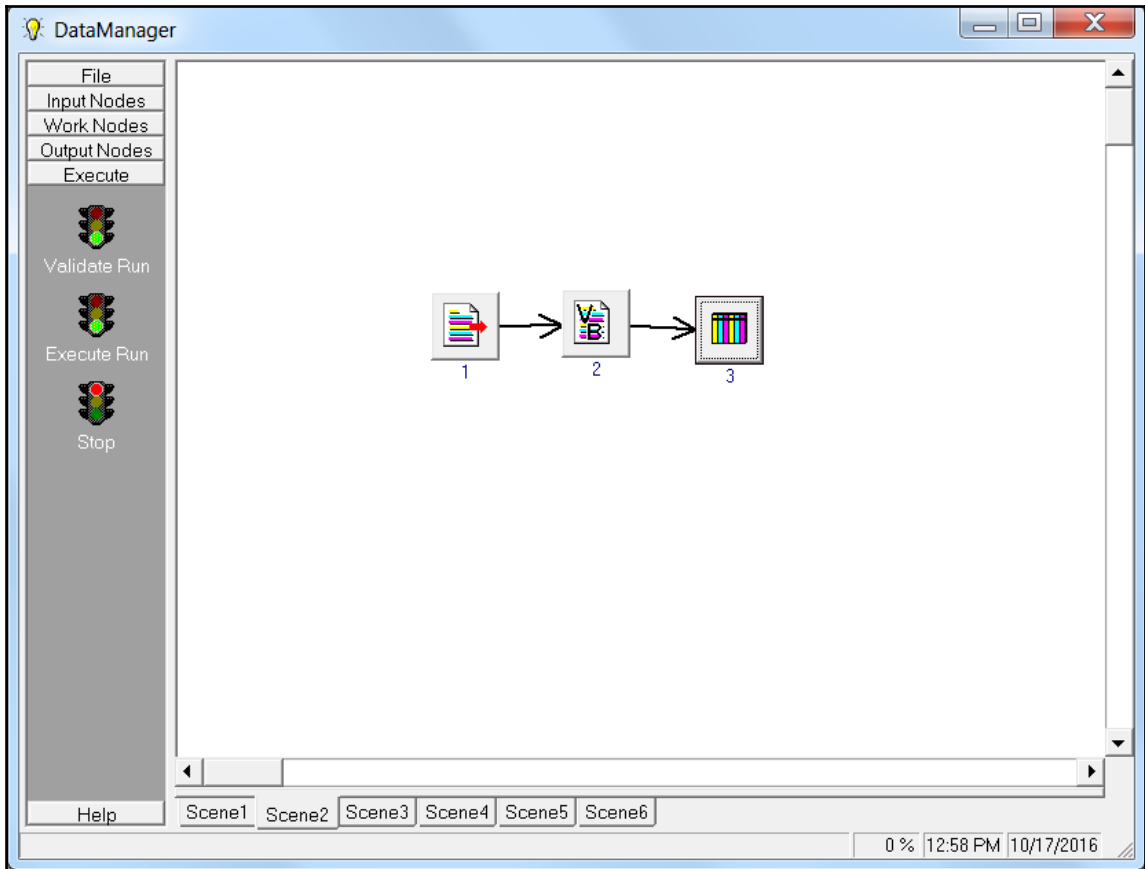 DataManager
File
Input Nodes
Work Nodes
Output Nodes
Execute
Validate Run
Execute Run
Stop
V
B
1
2
3
Help
Scene1 Scene2 Scene3 Scene4 Scene5 Scene6
0 % 12:58 PM 10/17/2016